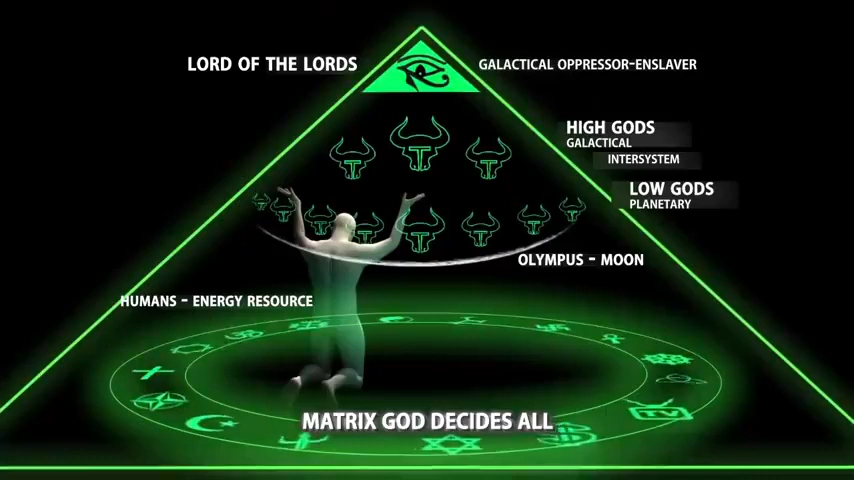 LORD OF THE LORDS
GALACTICAL OPPRESSOR-ENSLAVER
HIGH GODS
GALACTICAL
INTERSYSTEM
LOW GODS
PLANETARY
OLYMPUS - MOON
HUMANS - ENERGY RESOURCE
TV
MATRIX GOD DECIDES ALL